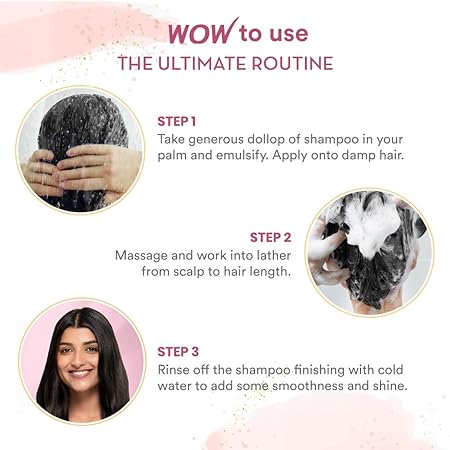 WOW to use
THE ULTIMATE ROUTINE
STEP 1
Take generous dollop of shampoo in your
palm and emulsify. Apply onto damp hair.
STEP 2
Massage and work into lather
from scalp to hair length.
STEP 3
Rinse off the shampoo finishing with cold
water to add some smoothness and shine.